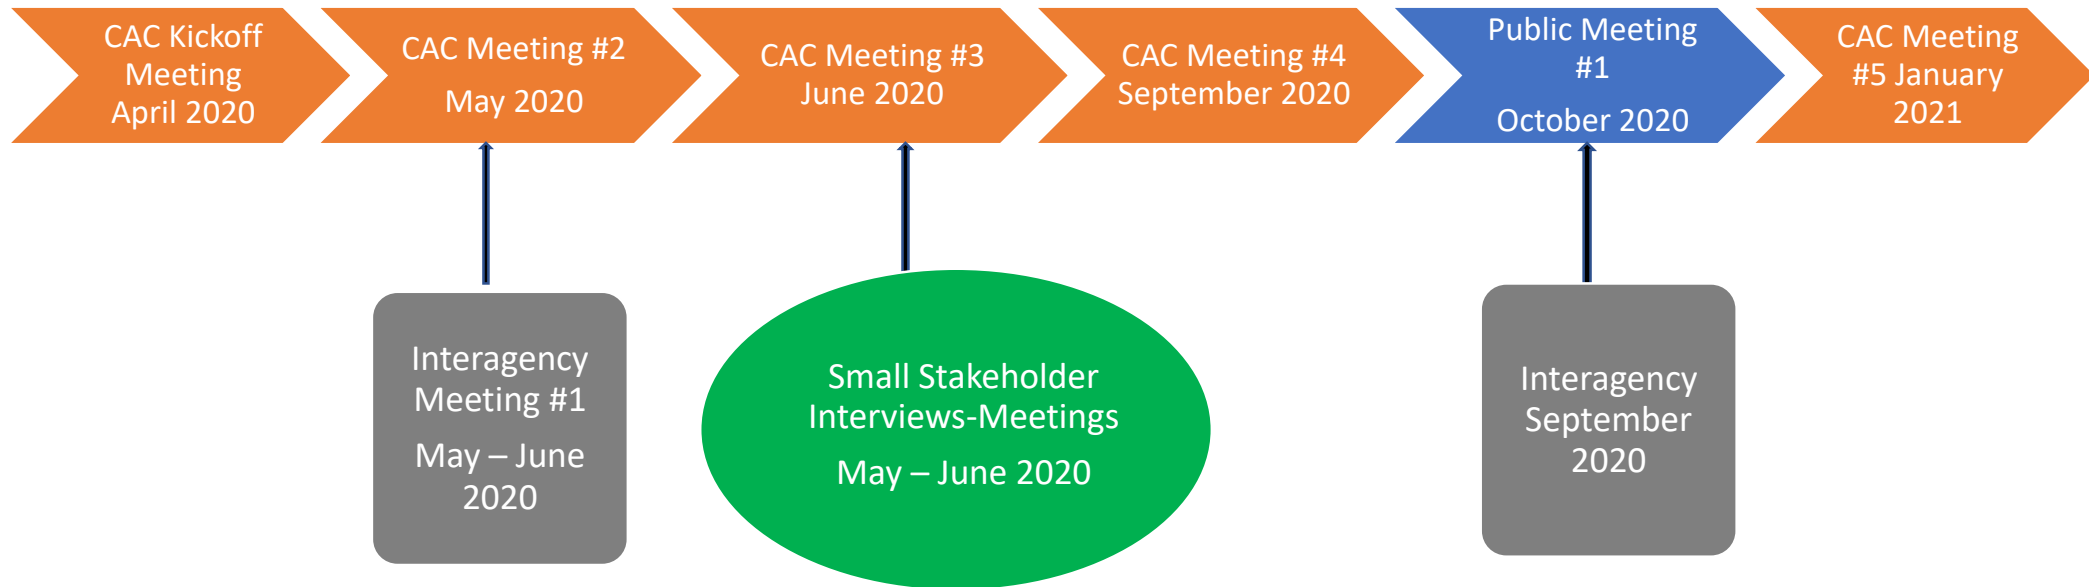 CAC Kickoff
Meeting
April 2020
CAC Meeting #2
May 2020
CAC Meeting #3
June 2020
CAC Meeting #4
September 2020
Public Meeting
#1
October 2020
CAC Meeting
#5 January
2021
Interagency
Meeting #1
May – June
2020
Small Stakeholder
Interviews-Meetings
May – June 2020
Interagency
September
2020